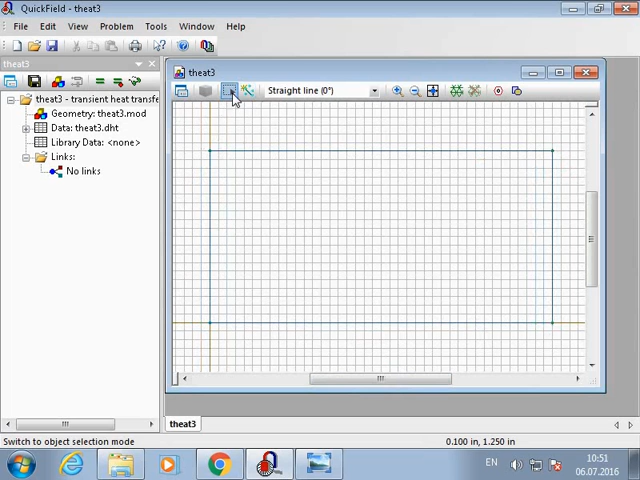 QuickField - theat3
File Edit View Problem Tools Window Help
theat3
theat3 - transient heat transfe
Geometry: theat3.mod
Data: theat3.dht
Library Data: <none>
Links:
No links
theat3
Straight line (0°)
theat3
Switch to object selection mode
0.100 in, 1.250 in
EN
10:51
06.07.2016